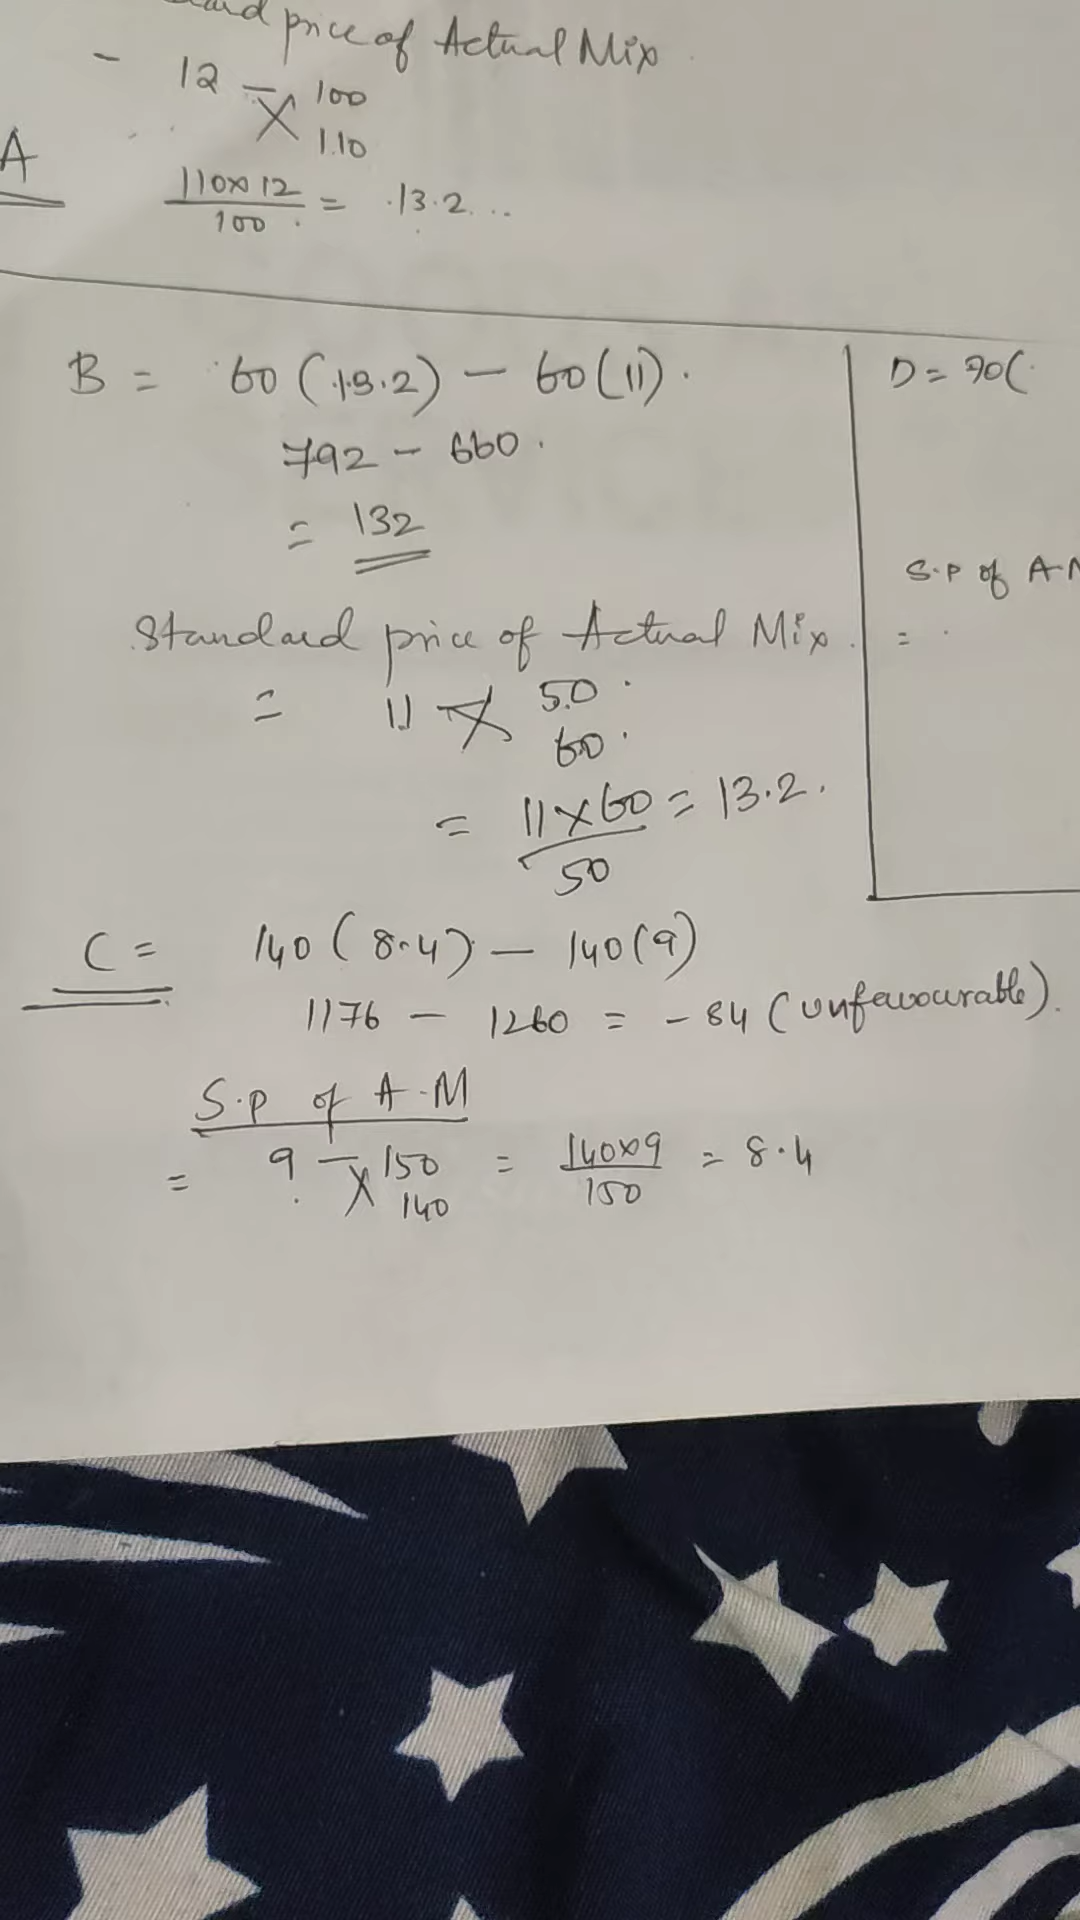 price of Actual Mix
- 12 100
× 110
A
110×12 = 13.2...
100
B = 60 (13.2) - 60(11).
792 - 660.
= 132
Standard price of Actual Mix.
= 11 × 50
60
= 11×60 = 13.2.
50
C = 140 (8.4) - 140(9)
1176 - 1260 = -84 (unfavourable).
S.P of A-M
= 9 × 150 = 140×9 = 8.4
140 150
D = 70(
S.P of A-
=